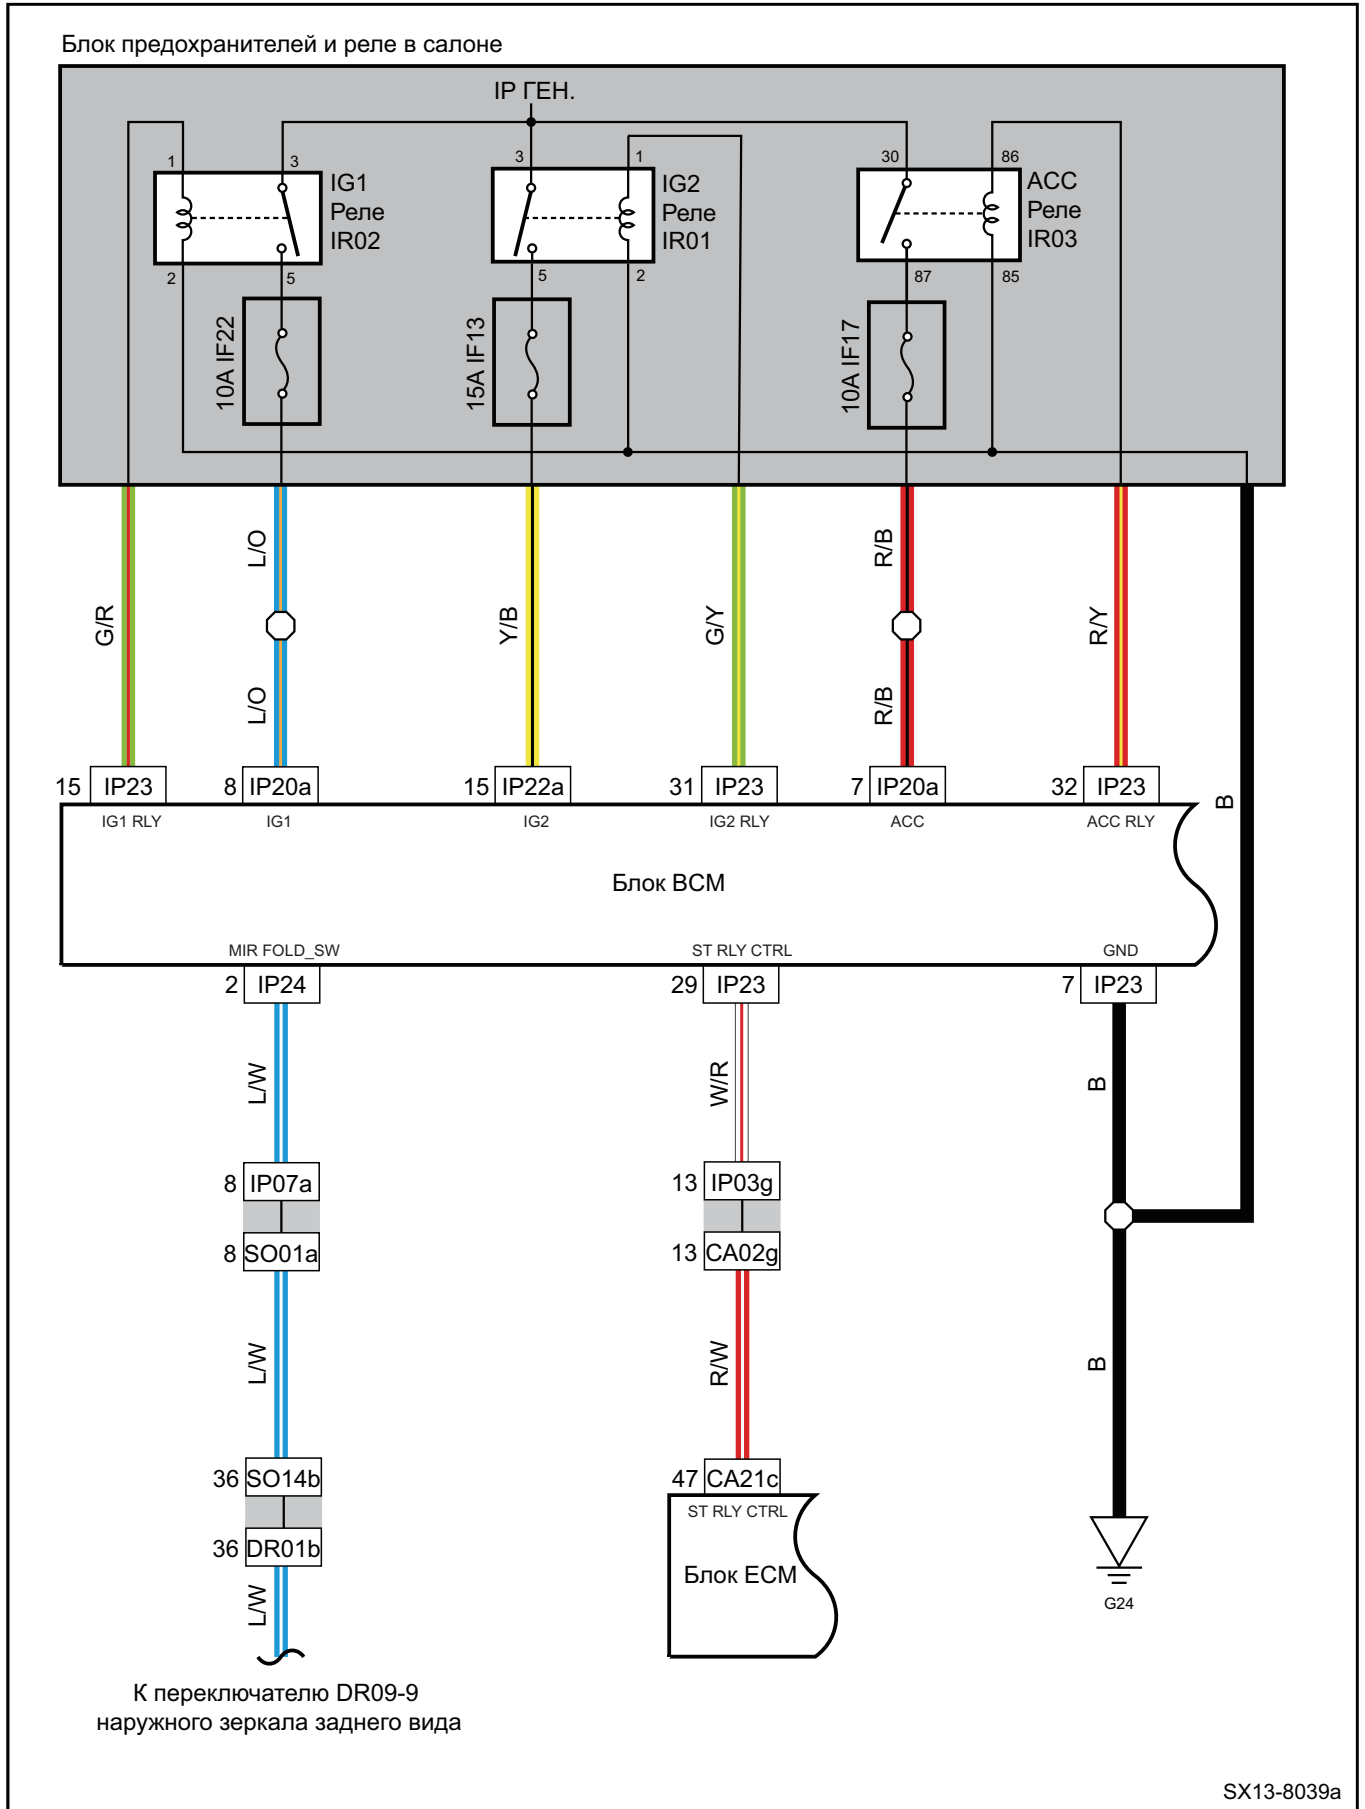 Блок предохранителей и реле в салоне
IP ГЕН.
1
3
3
1
30
86
IG1
Реле
IR02
IG2
Реле
IR01
ACC
Реле
IR03
2
5
5
2
87
85
10A IF22
15A IF13
10A IF17
G/R
L/O
L/O
Y/B
G/Y
R/B
R/B
R/Y
B
15 IP23
8 IP20a
15 IP22a
31 IP23
7 IP20a
32 IP23
IG1 RLY
IG1
IG2
IG2 RLY
ACC
ACC RLY
Блок BCM
MIR FOLD_SW
ST RLY CTRL
GND
2 IP24
29 IP23
7 IP23
L/W
W/R
B
8 IP07a
13 IP03g
8 SO01a
13 CA02g
L/W
R/W
B
36 SO14b
47 CA21c
ST RLY CTRL
36 DR01b
Блок ECM
L/W
G24
К переключателю DR09-9
наружного зеркала заднего вида
SX13-8039a